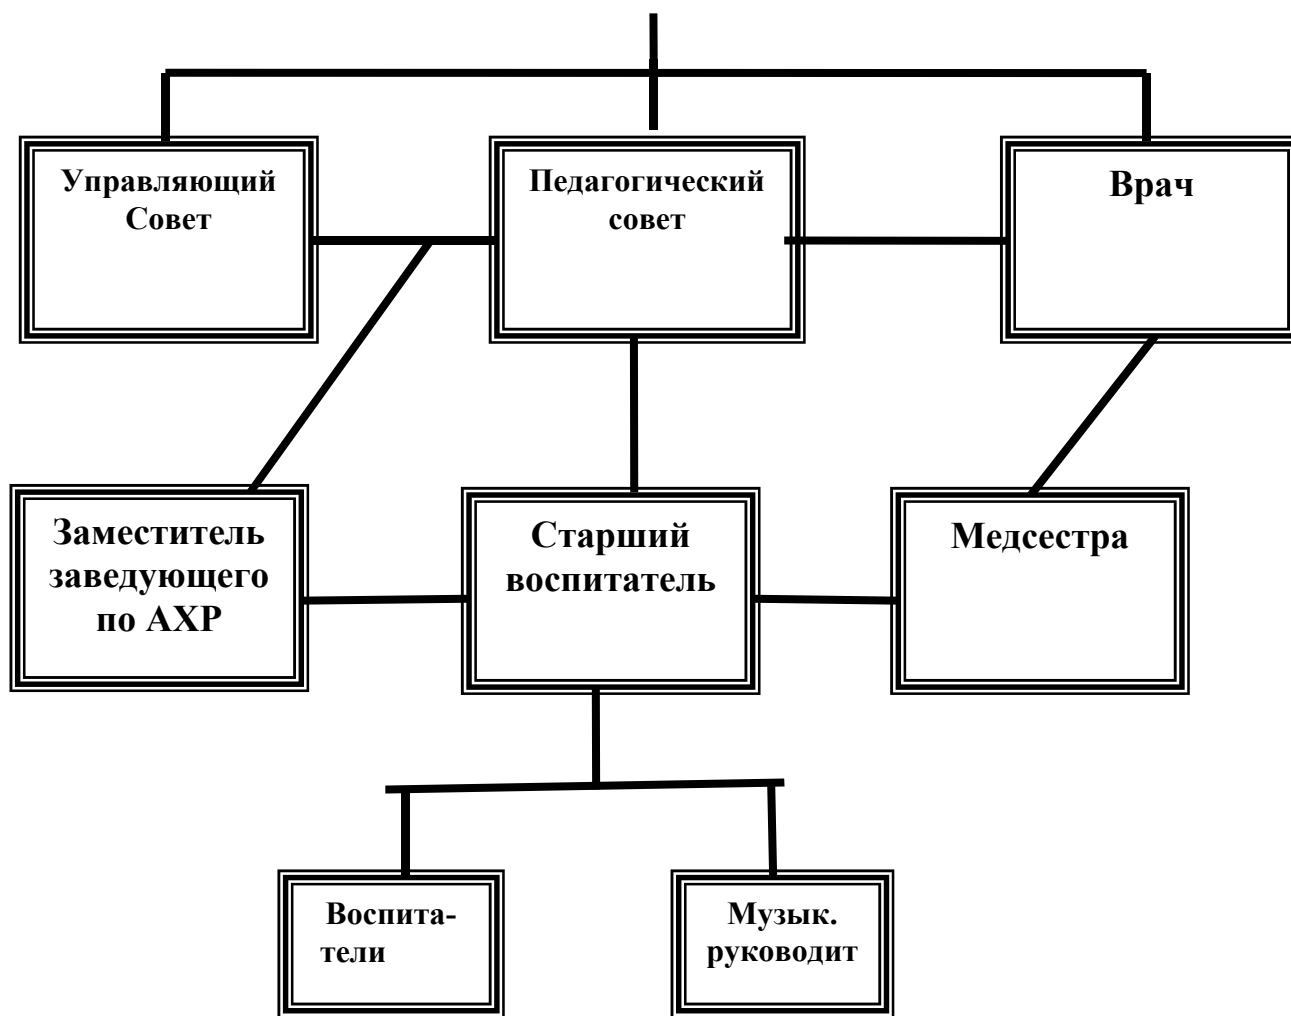 Управляющий
Совет
Педагогический
совет
Врач
Заместитель
заведующего
по АХР
Старший
воспитатель
Медсестра
Воспита-
тели
Музык.
руководит